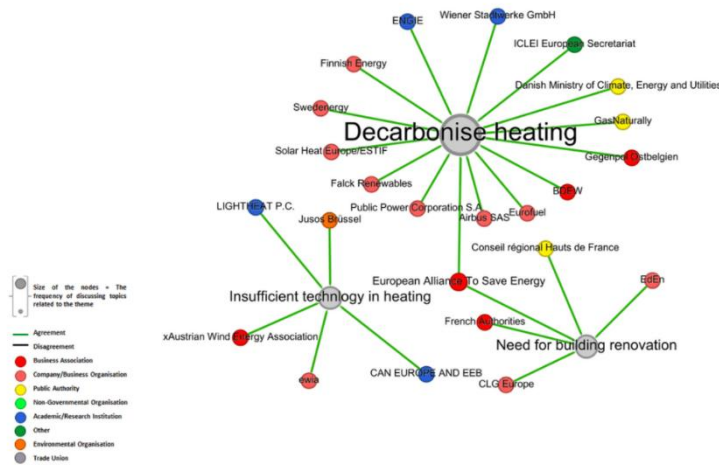 Wiener Stadtwerke GmbH
ENGIE
ICLEI European Secretariat
Finnish Energy
Danish Ministry of Climate, Energy and Utilities
Swedenergy
GasNaturally
Decarbonise heating
Solar Heat Europe/ESTIF
Gegenpol Ostbelgien
Falck Renewables
BDEW
LIGHTHEAT P.C.
Public Power Corporation S.A.
Eurofuel
Jusos Brüssel
Airbus SAS
Conseil régional Hauts de France
European Alliance To Save Energy
EdEn
Insufficient technology in heating
French Authorities
xAustrian Wind Energy Association
Need for building renovation
ewia
CAN EUROPE AND EEB
CLG Europe
Size of the nodes = The
frequency of discussing topics
related to the theme
Agreement
Disagreement
Business Association
Company/Business Organisation
Public Authority
Non-Governmental Organisation
Academic/Research Institution
Other
Environmental Organisation
Trade Union